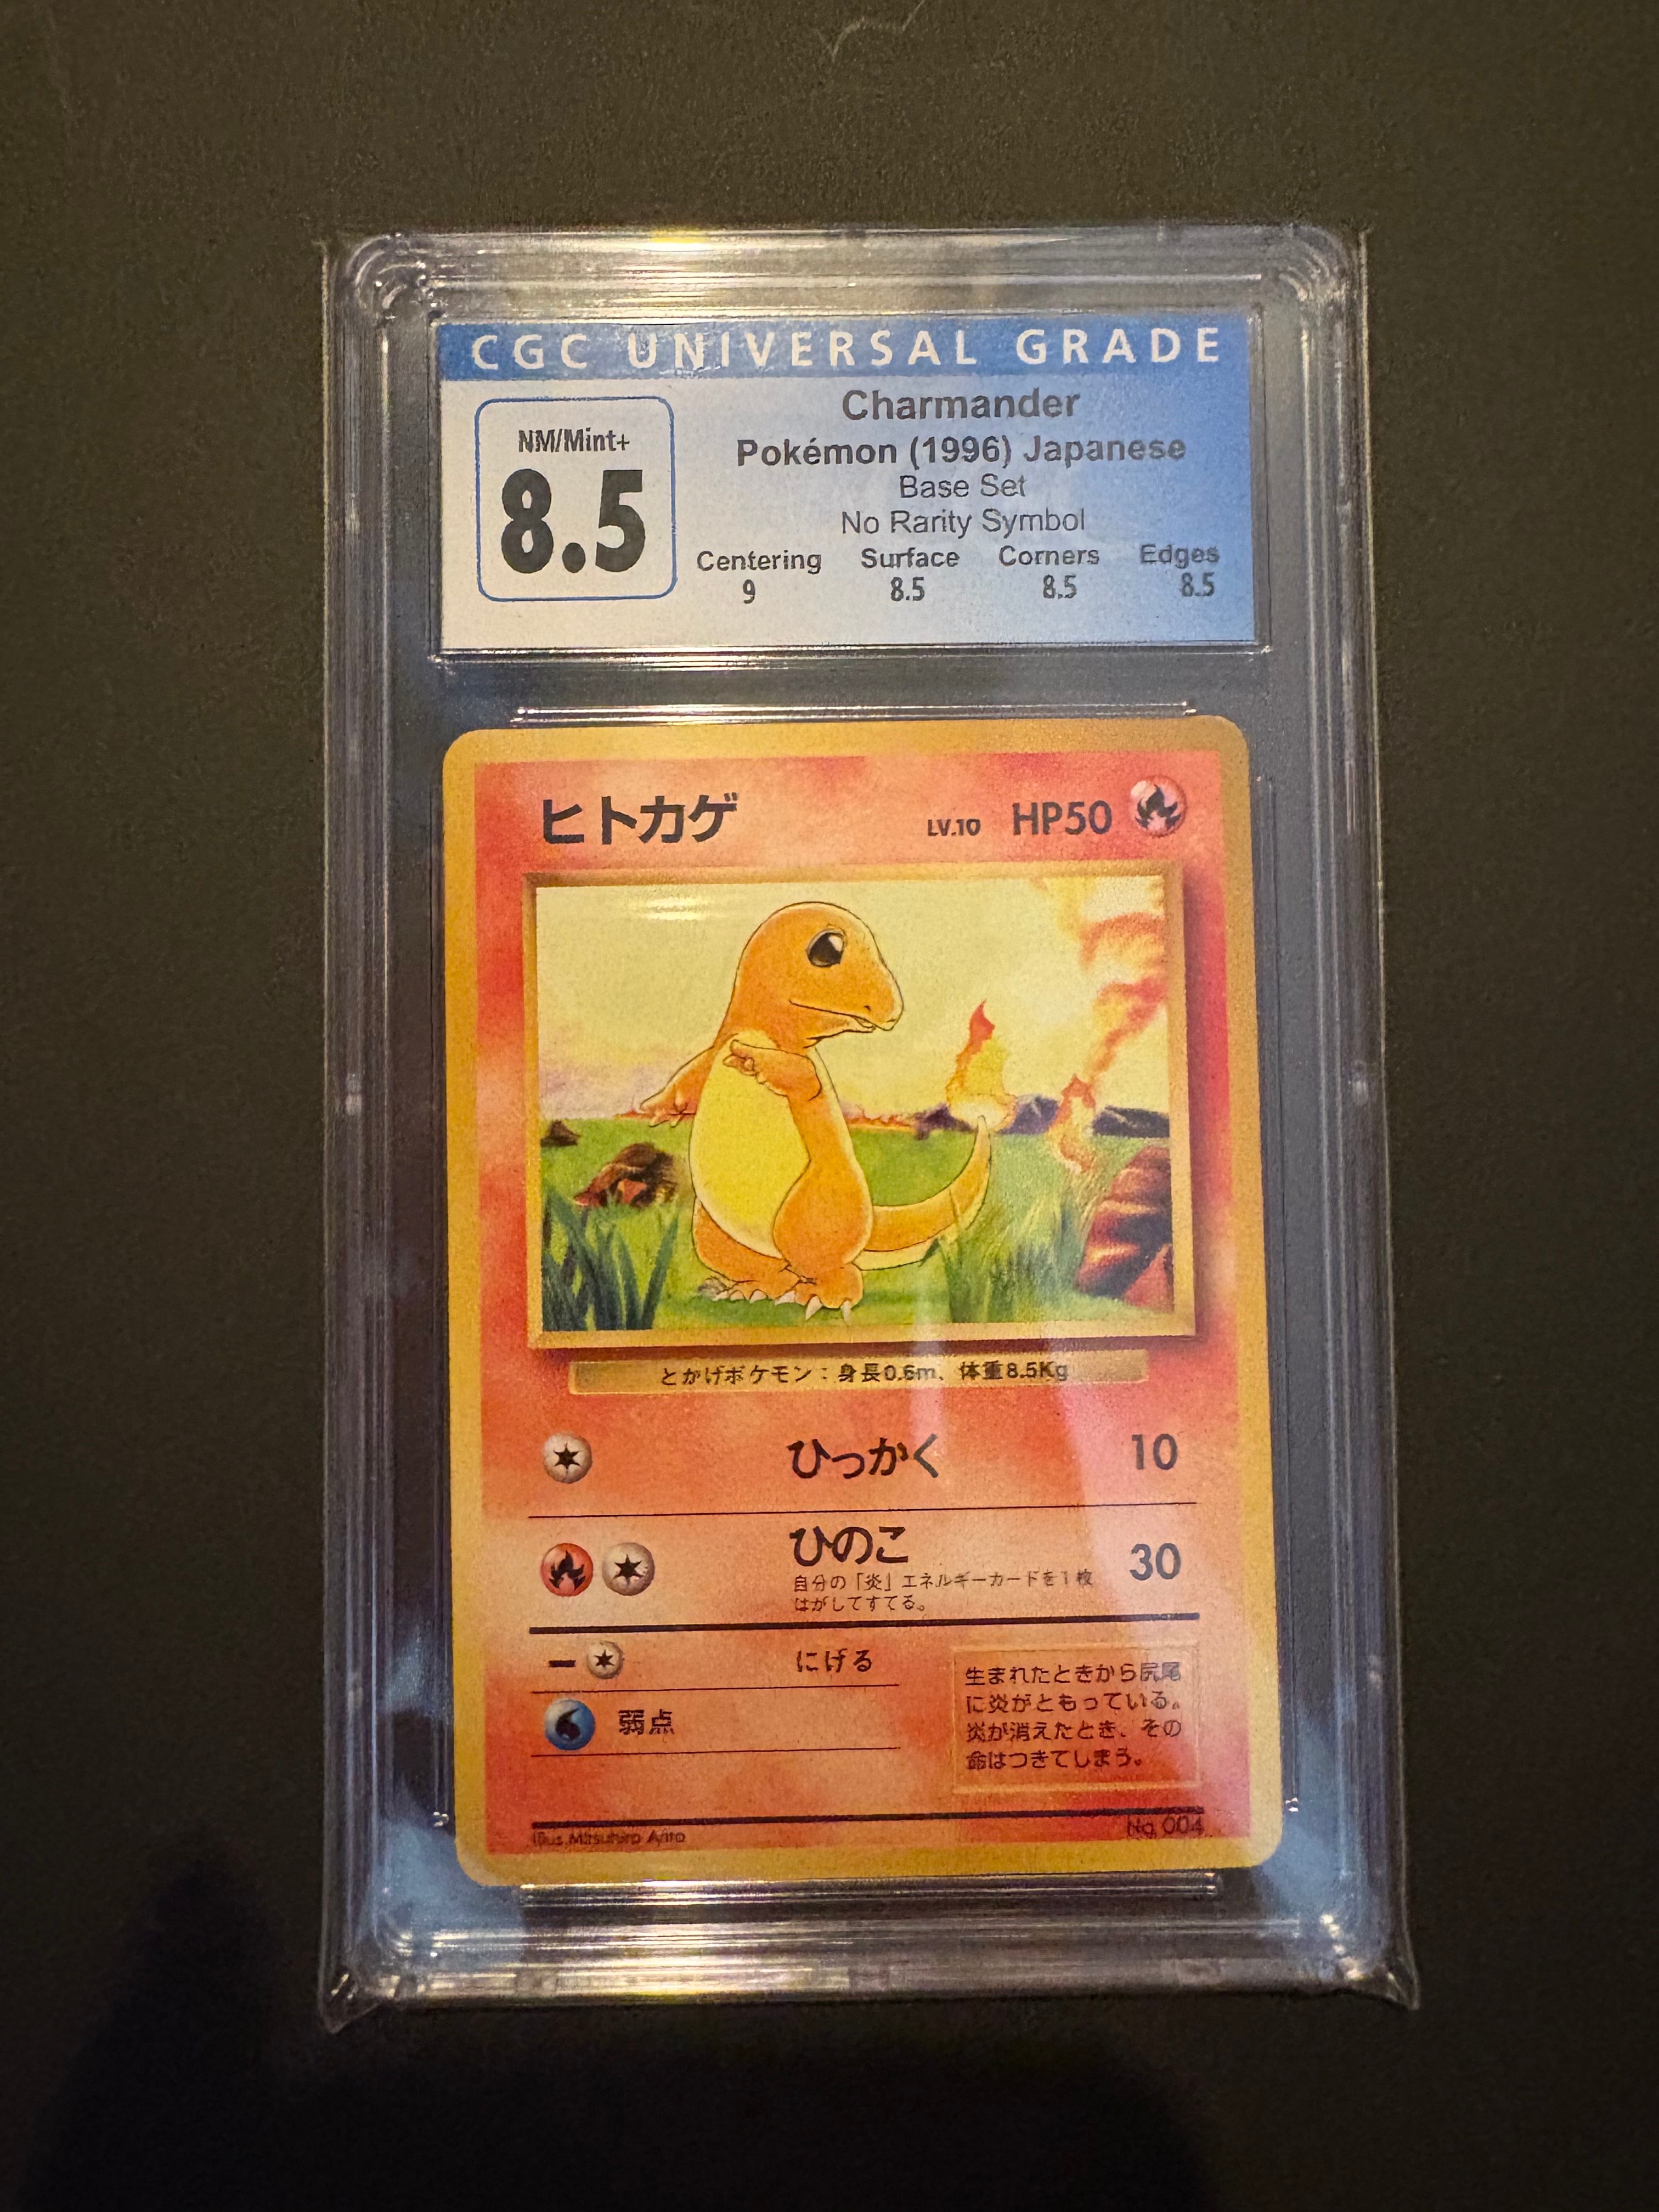 CGC UNIVERSAL GRADE
NM/Mint+
8.5
Charmander
Pokémon (1996) Japanese
Base Set
No Rarity Symbol
Centering Surface Corners Edges
9 8.5 8.5 8.5
ヒトカゲ LV.10 HP50
とかげポケモン：身長0.6m、体重8.5Kg
ひっかく 10
ひのこ 30
自分の「炎」エネルギーカードを1枚
はがしてすてる。
にげる
弱点
生まれたときから尻尾
に炎がともっている。
炎が消えたとき、その
命はつきてしまう。
Illus.Mitsuhiro Arita No.004